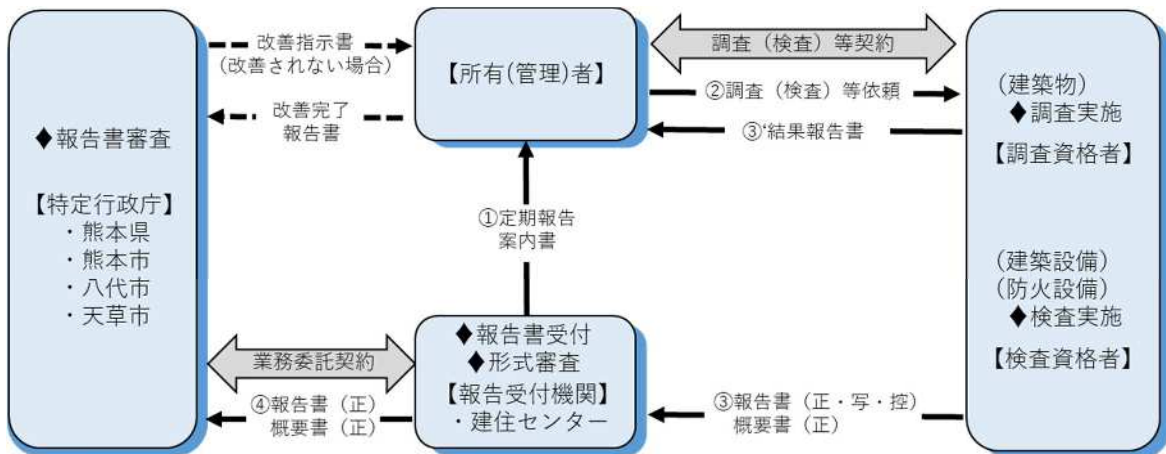 ◆報告書審査
【特定行政庁】
・熊本県
・熊本市
・八代市
・天草市
改善指示書
(改善されない場合)
改善完了
報告書
【所有(管理)者】
調査（検査）等契約
②調査（検査）等依頼
③‘結果報告書
(建築物)
◆調査実施
【調査資格者】
(建築設備)
(防火設備)
◆検査実施
【検査資格者】
①定期報告
案内書
◆報告書受付
◆形式審査
【報告受付機関】
・建住センター
業務委託契約
④報告書（正）
概要書（正）
③報告書（正・写・控）
概要書（正）